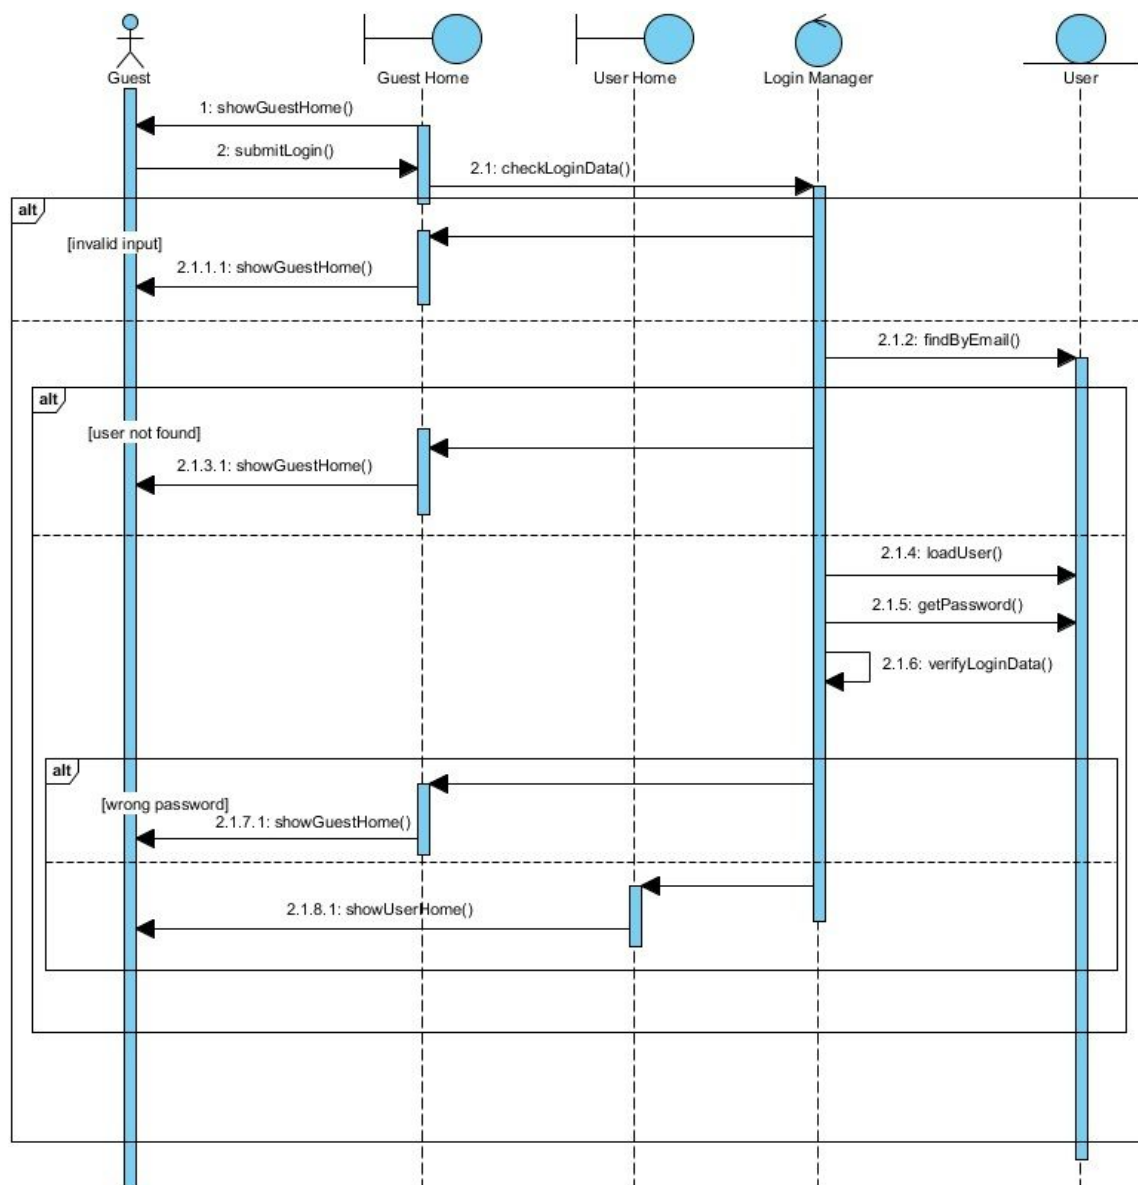 Guest
Guest Home
User Home
Login Manager
User
1: showGuestHome()
2: submitLogin()
2.1: checkLoginData()
alt
[invalid input]
2.1.1.1: showGuestHome()
2.1.2: findByEmail()
alt
[user not found]
2.1.3.1: showGuestHome()
2.1.4: loadUser()
2.1.5: getPassword()
2.1.6: verifyLoginData()
alt
[wrong password]
2.1.7.1: showGuestHome()
2.1.8.1: showUserHome()